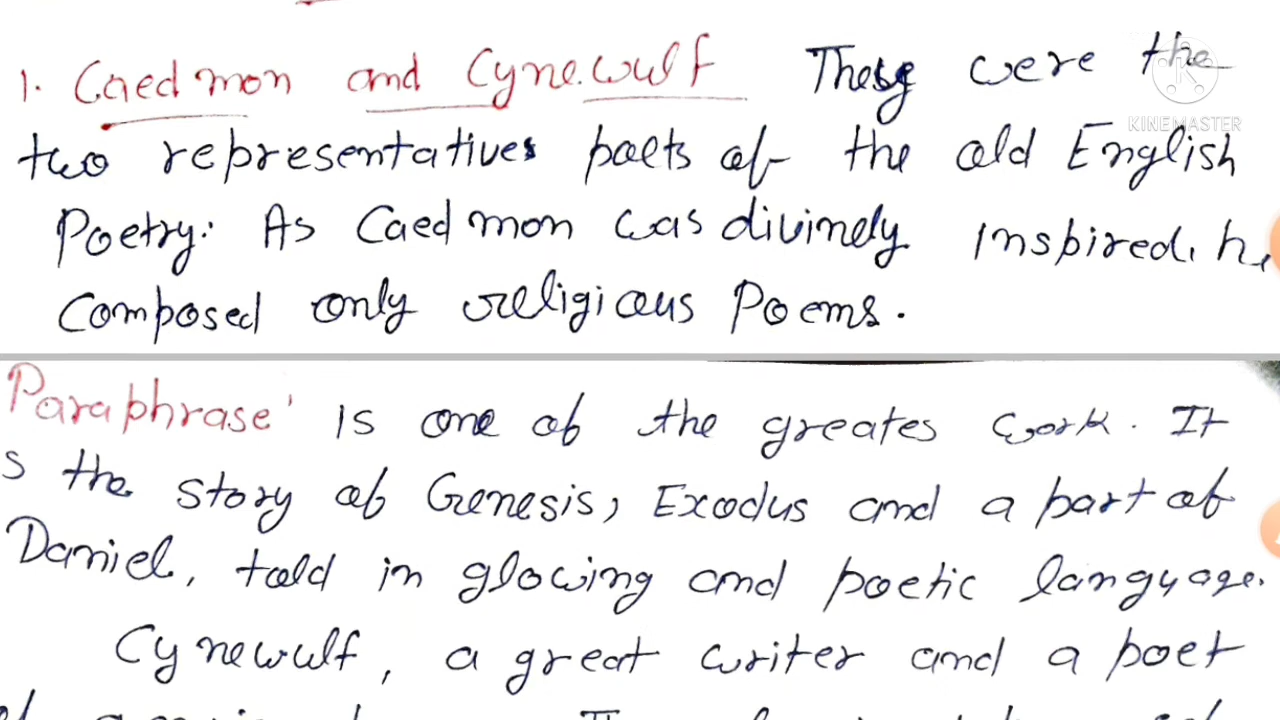 1. Caedmon and Cynewulf These were the
KINEMASTER
two representatives poets of the old English
Poetry. As Caedmon was divinely inspired,
Composed only religious Poems.
Paraphrase' is one of the greates work. It
s the story of Genesis, Exodus and a part of
Daniel, told in glowing and poetic language.
Cynewulf, a great writer and a poet